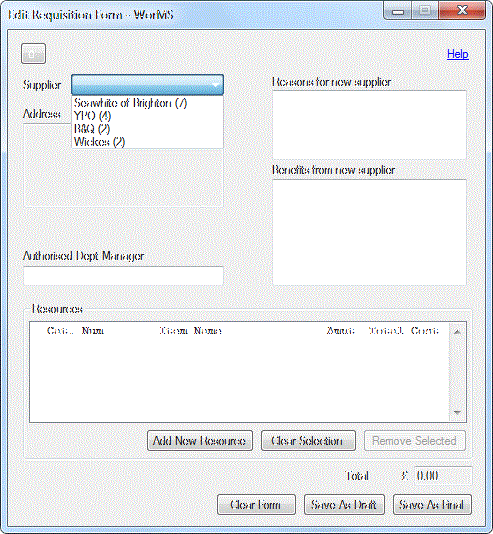 Edit Requisition Form - WorMS
Help
Supplier
Seawhite of Brighton (7)
YPO (4)
B&Q (2)
Wickes (2)
Address
Reasons for new supplier
Benefits from new supplier
Authorised Dept Manager
Resources
Cat. Num Item Name Amnt Total Cost
Add New Resource Clear Selection Remove Selected
Total £ 0.00
Clear Form Save As Draft Save As Final